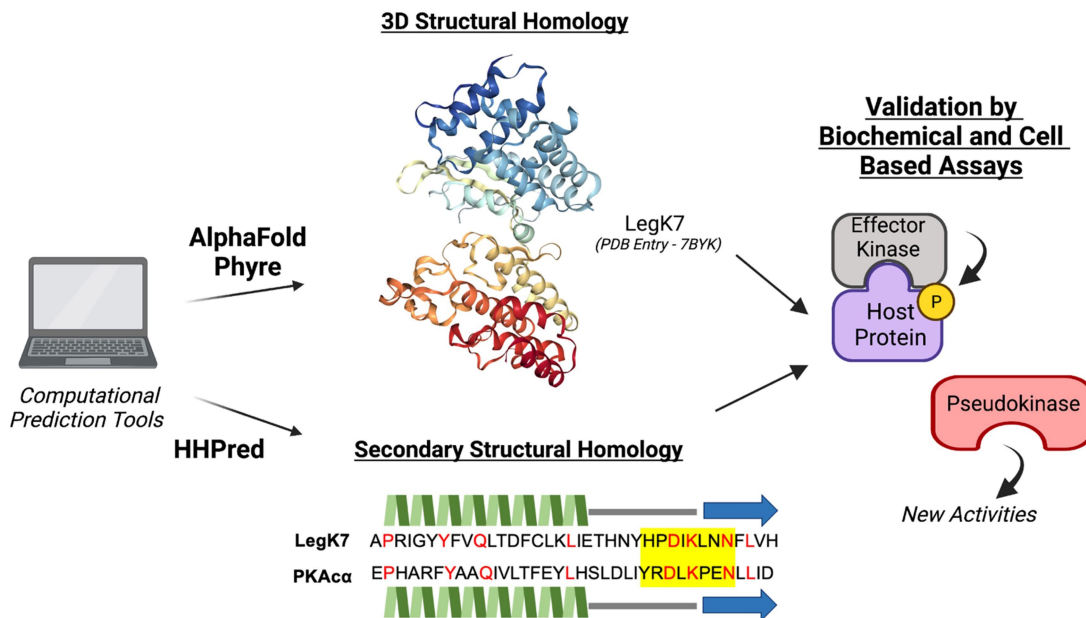 3D Structural Homology
Validation by
Biochemical and Cell
Based Assays
AlphaFold
Phyre
LegK7
(PDB Entry - 7BYK)
Effector
Kinase
P
Host
Protein
Computational
Prediction Tools
HHPred
Pseudokinase
Secondary Structural Homology
New Activities
LegK7 APRIGYYFVQLTDFCLKLIETHNYHPDIKLNNFLVH
PKAcα EPHARFYAAQIVLTFEYLHSLDLIYRDLKPENLLID